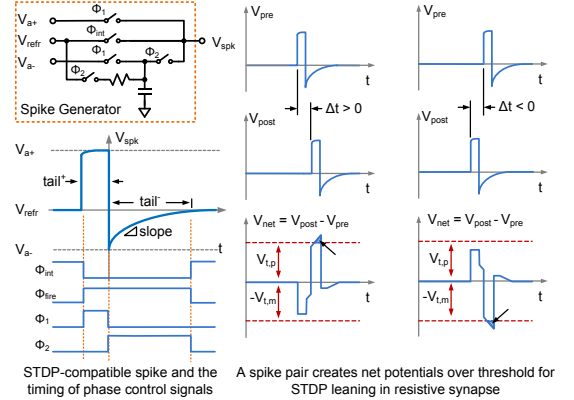 Φ1
Va+
Φint
Vrefr
Vspk
Φ1
Φ2
Va-
Φ2
Spike Generator
Vspk
Va+
tail+
tail-
Vrefr
slope
Va-
t
Φint
Φfire
Φ1
Φ2
STDP-compatible spike and the
timing of phase control signals
Vpre
t
Δt > 0
Vpost
t
Vnet = Vpost - Vpre
Vt,p
-Vt,m
t
Vpre
t
Δt < 0
Vpost
t
Vnet = Vpost - Vpre
Vt,p
-Vt,m
t
A spike pair creates net potentials over threshold for
STDP leaning in resistive synapse